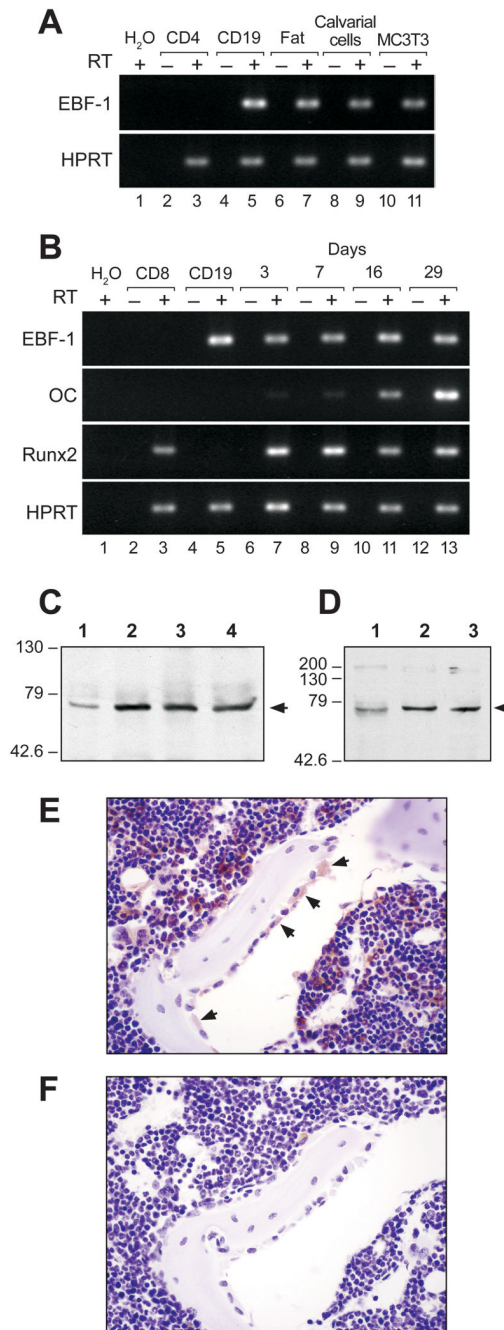 A
H₂O CD4 CD19 Fat Calvarial cells MC3T3
RT + − + − + − + − + − +
EBF-1
HPRT
1 2 3 4 5 6 7 8 9 10 11
B
Days
H₂O CD8 CD19 3 7 16 29
RT + − + − + − + − + − + − +
EBF-1
OC
Runx2
HPRT
1 2 3 4 5 6 7 8 9 10 11 12 13
C
1 2 3 4
130 –
79 –
42.6 –
D
1 2 3
200 –
130 –
79 –
42.6 –
E
F